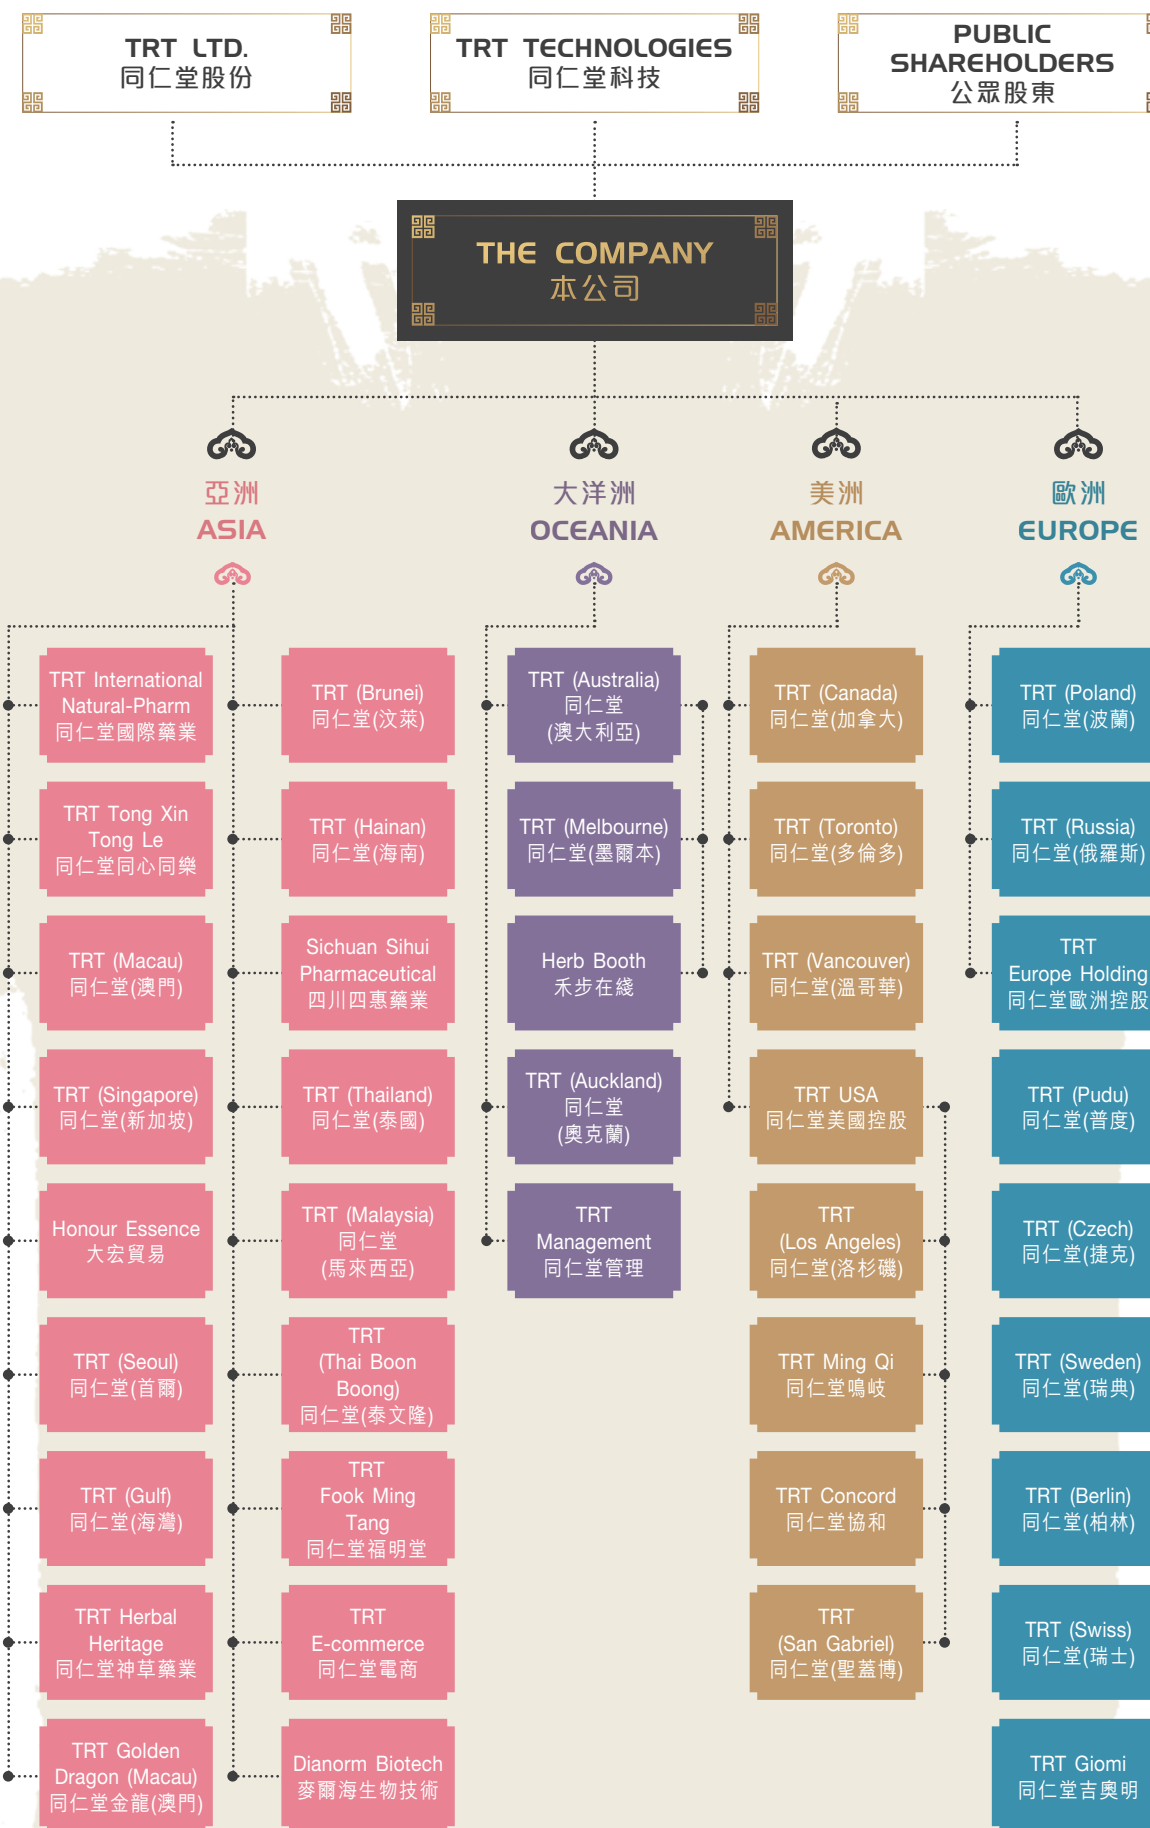 TRT LTD.
同仁堂股份
TRT TECHNOLOGIES
同仁堂科技
PUBLIC
SHAREHOLDERS
公眾股東
THE COMPANY
本公司
亞洲
ASIA
大洋洲
OCEANIA
美洲
AMERICA
歐洲
EUROPE
TRT International
Natural-Pharm
同仁堂國際藥業
TRT Tong Xin
Tong Le
同仁堂同心同樂
TRT (Macau)
同仁堂(澳門)
TRT (Singapore)
同仁堂(新加坡)
Honour Essence
大宏貿易
TRT (Seoul)
同仁堂(首爾)
TRT (Gulf)
同仁堂(海灣)
TRT Herbal
Heritage
同仁堂神草藥業
TRT Golden
Dragon (Macau)
同仁堂金龍(澳門)
TRT (Brunei)
同仁堂(汶萊)
TRT (Hainan)
同仁堂(海南)
Sichuan Sihui
Pharmaceutical
四川四惠藥業
TRT (Thailand)
同仁堂(泰國)
TRT (Malaysia)
同仁堂
(馬來西亞)
TRT
(Thai Boon
Boong)
同仁堂(泰文隆)
TRT
Fook Ming
Tang
同仁堂福明堂
TRT
E-commerce
同仁堂電商
Dianorm Biotech
麥爾海生物技術
TRT (Australia)
同仁堂
(澳大利亞)
TRT (Melbourne)
同仁堂(墨爾本)
Herb Booth
禾步在綫
TRT (Auckland)
同仁堂
(奧克蘭)
TRT
Management
同仁堂管理
TRT (Canada)
同仁堂(加拿大)
TRT (Toronto)
同仁堂(多倫多)
TRT (Vancouver)
同仁堂(溫哥華)
TRT USA
同仁堂美國控股
TRT
(Los Angeles)
同仁堂(洛杉磯)
TRT Ming Qi
同仁堂鳴岐
TRT Concord
同仁堂協和
TRT
(San Gabriel)
同仁堂(聖蓋博)
TRT (Poland)
同仁堂(波蘭)
TRT (Russia)
同仁堂(俄羅斯)
TRT
Europe Holding
同仁堂歐洲控股
TRT (Pudu)
同仁堂(普度)
TRT (Czech)
同仁堂(捷克)
TRT (Sweden)
同仁堂(瑞典)
TRT (Berlin)
同仁堂(柏林)
TRT (Swiss)
同仁堂(瑞士)
TRT Giomi
同仁堂吉奧明